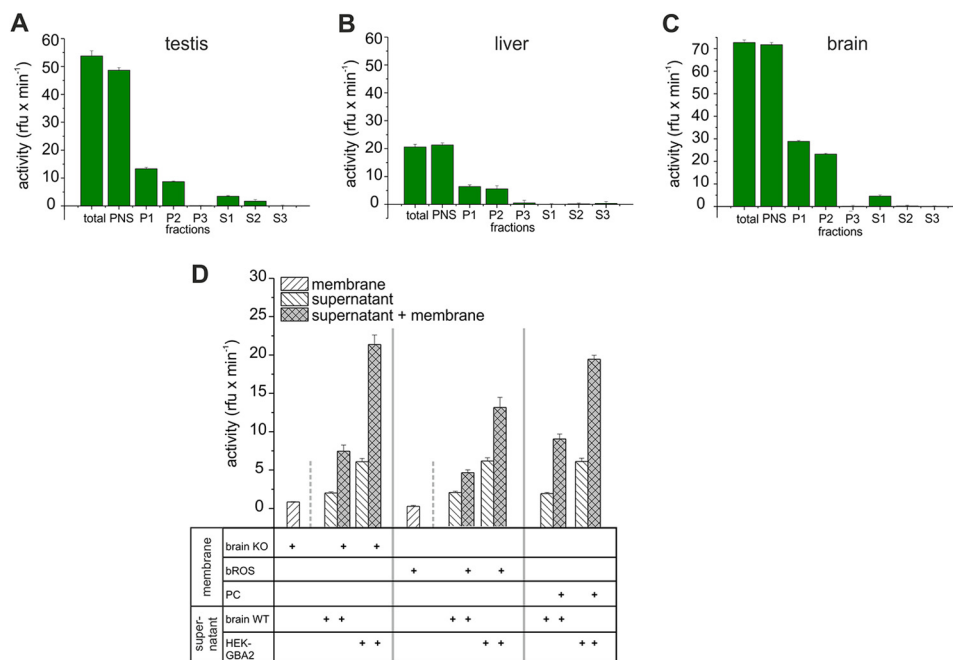 A
testis
activity (rfu x min⁻¹)
60
50
40
30
20
10
0
total PNS P1 P2 P3 S1 S2 S3
fractions
B
liver
activity (rfu x min⁻¹)
60
50
40
30
20
10
0
total PNS P1 P2 P3 S1 S2 S3
fractions
C
brain
activity (rfu x min⁻¹)
70
60
50
40
30
20
10
0
total PNS P1 P2 P3 S1 S2 S3
fractions
D
membrane
supernatant
supernatant + membrane
activity (rfu x min⁻¹)
30
25
20
15
10
5
0
membrane
brain KO + + +
bROS + + +
PC + +
super-
natant
brain WT + + + + + +
HEK-
GBA2 + + + + + +